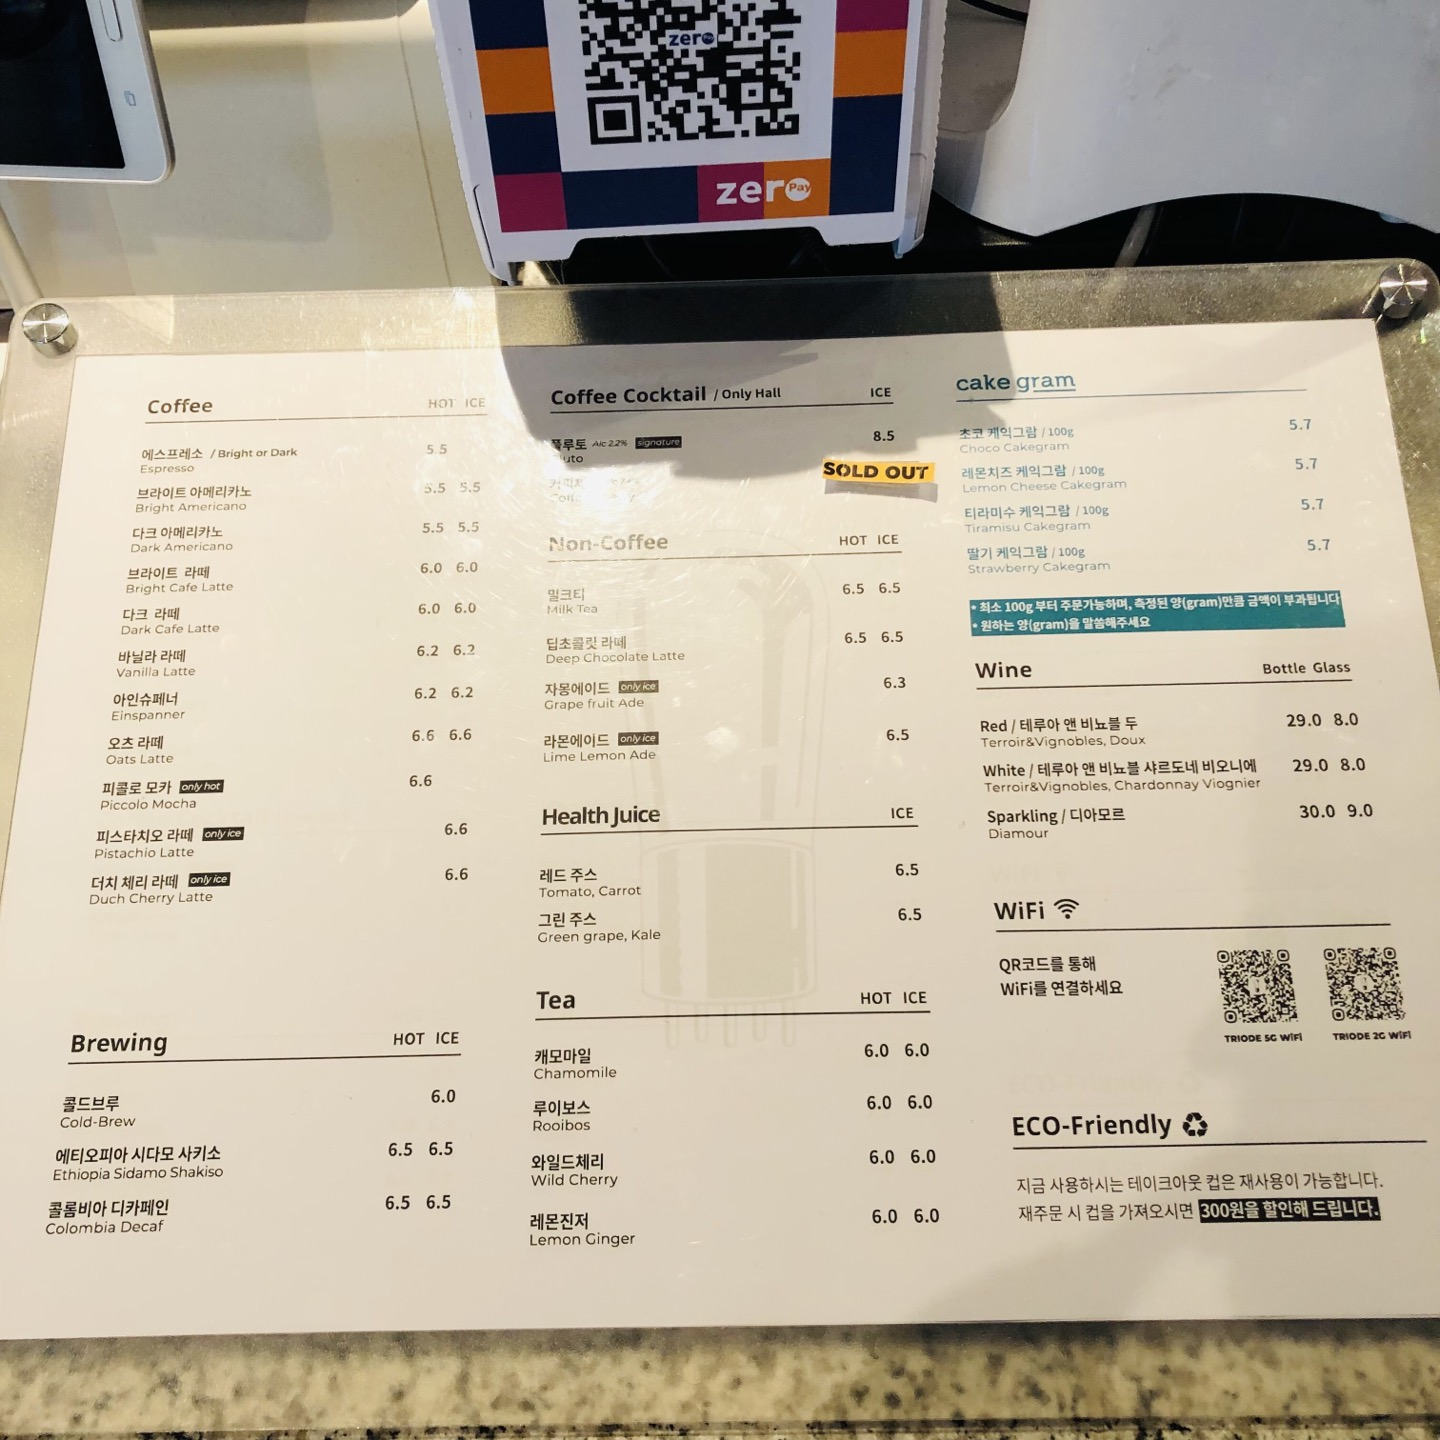 zero Pay
zero Pay
Coffee HOT ICE
에스프레소 / Bright or Dark 5.5
Espresso
브라이트 아메리카노 5.5 5.5
Bright Americano
다크 아메리카노 5.5 5.5
Dark Americano
브라이트 라떼 6.0 6.0
Bright Cafe Latte
다크 라떼 6.0 6.0
Dark Cafe Latte
바닐라 라떼 6.2 6.2
Vanilla Latte
아인슈페너 6.2 6.2
Einspanner
오츠 라떼 6.6 6.6
Oats Latte
피콜로 모카 only hot 6.6
Piccolo Mocha
피스타치오 라떼 only ice 6.6
Pistachio Latte
더치 체리 라떼 only ice 6.6
Duch Cherry Latte
Brewing HOT ICE
콜드브루 6.0
Cold-Brew
에티오피아 시다모 사키소 6.5 6.5
Ethiopia Sidamo Shakiso
콜롬비아 디카페인 6.5 6.5
Colombia Decaf
Coffee Cocktail / Only Hall ICE
플루토 Alc 2.2% signature 8.5
SOLD OUT
Non-Coffee HOT ICE
밀크티 6.5 6.5
Milk Tea
딥초콜릿 라떼 6.5 6.5
Deep Chocolate Latte
자몽에이드 only ice 6.3
Grape fruit Ade
라몬에이드 only ice 6.5
Lime Lemon Ade
Health Juice ICE
레드 주스 6.5
Tomato, Carrot
그린 주스 6.5
Green grape, Kale
Tea HOT ICE
캐모마일 6.0 6.0
Chamomile
루이보스 6.0 6.0
Rooibos
와일드체리 6.0 6.0
Wild Cherry
레몬진저 6.0 6.0
Lemon Ginger
cake gram
초코 케익그람 / 100g 5.7
Choco Cakegram
레몬치즈 케익그람 / 100g 5.7
Lemon Cheese Cakegram
티라미수 케익그람 / 100g 5.7
Tiramisu Cakegram
딸기 케익그람 / 100g 5.7
Strawberry Cakegram
• 최소 100g 부터 주문가능하며, 측정된 양(gram)만큼 금액이 부과됩니다
• 원하는 양(gram)을 말씀해주세요
Wine Bottle Glass
Red / 테루아 앤 비뇨블 두 29.0 8.0
Terroir&Vignobles, Doux
White / 테루아 앤 비뇨블 샤르도네 비오니에 29.0 8.0
Terroir&Vignobles, Chardonnay Viognier
Sparkling / 디아모르 30.0 9.0
Diamour
WiFi
QR코드를 통해
WiFi를 연결하세요
TRIODE 5G WiFi TRIODE 2G WiFi
ECO-Friendly
지금 사용하시는 테이크아웃 컵은 재사용이 가능합니다.
재주문 시 컵을 가져오시면 300원을 할인해 드립니다.